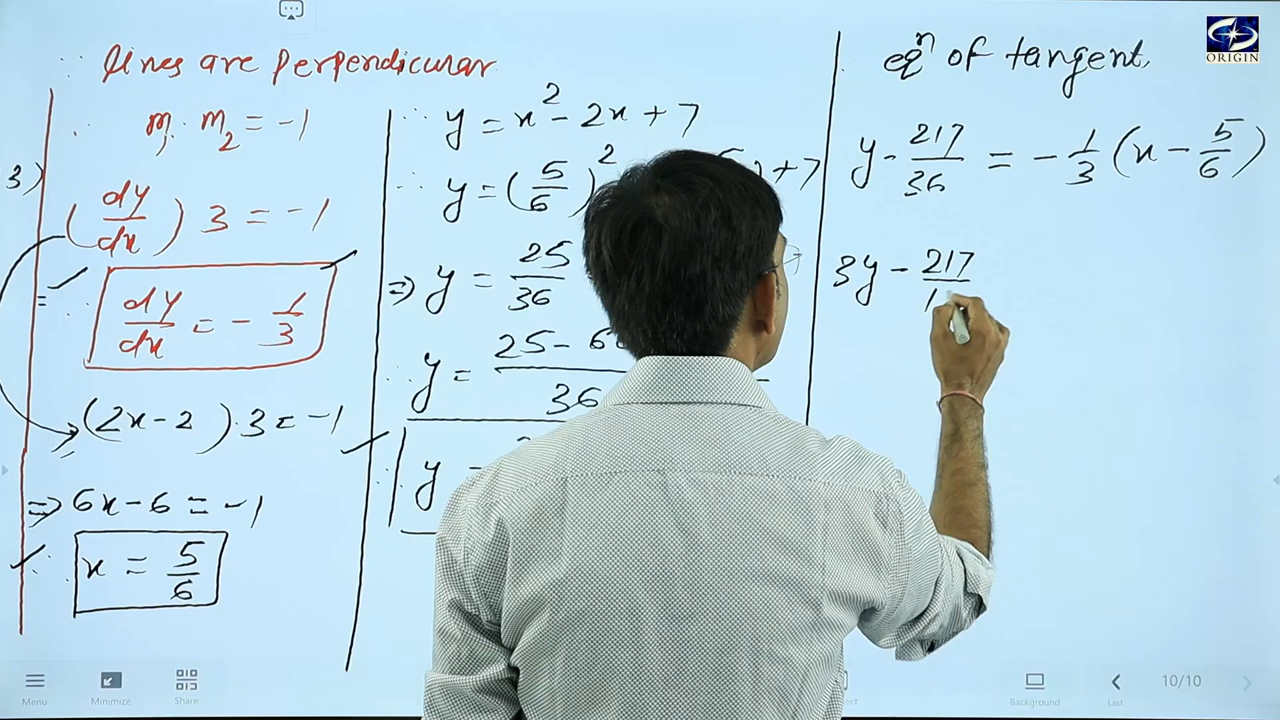 ∵ lines are perpendicular
∴ m₁ · m₂ = -1
3)
(dy/dx) 3 = -1
= dy/dx = - 1/3
(2x-2).3 = -1
⇒ 6x-6 = -1
∴ x = 5/6
∵ y = x² - 2x + 7
∴ y = (5/6)² ) + 7
⇒ y = 25/36
∴ y = 25 - 6 / 36
∴ y
eqⁿ of tangent,
y - 217/36 = - 1/3 (x - 5/6)
3y - 217/1
ORIGIN
Menu
Minimize
Share
Background
Last
10/10